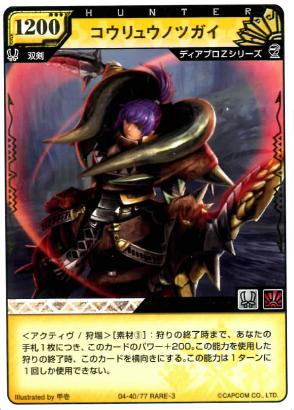 HUNTER
1200
コウリュウノツガイ
双剣
ディアブロZシリーズ
<アクティヴ / 狩場>[素材③]:狩りの終了時まで、あなたの
手札1枚につき、このカードのパワー+200。この能力を使用した
狩りの終了時、このカードを横向きにする。この能力は1ターンに
1回しか使用できない。
Illustrated by 甲壱
04-40/77 RARE-3
©CAPCOM CO., LTD.